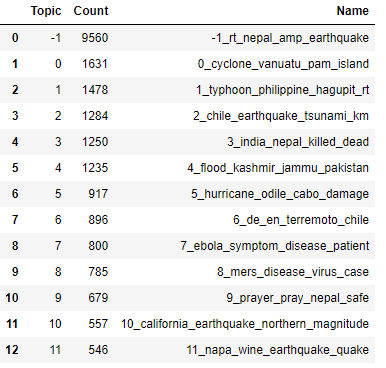 Topic Count Name
0 -1 9560 -1_rt_nepal_amp_earthquake
1 0 1631 0_cyclone_vanuatu_pam_island
2 1 1478 1_typhoon_philippine_hagupit_rt
3 2 1284 2_chile_earthquake_tsunami_km
4 3 1250 3_india_nepal_killed_dead
5 4 1235 4_flood_kashmir_jammu_pakistan
6 5 917 5_hurricane_odile_cabo_damage
7 6 896 6_de_en_terremoto_chile
8 7 800 7_ebola_symptom_disease_patient
9 8 785 8_mers_disease_virus_case
10 9 679 9_prayer_pray_nepal_safe
11 10 557 10_california_earthquake_northern_magnitude
12 11 546 11_napa_wine_earthquake_quake